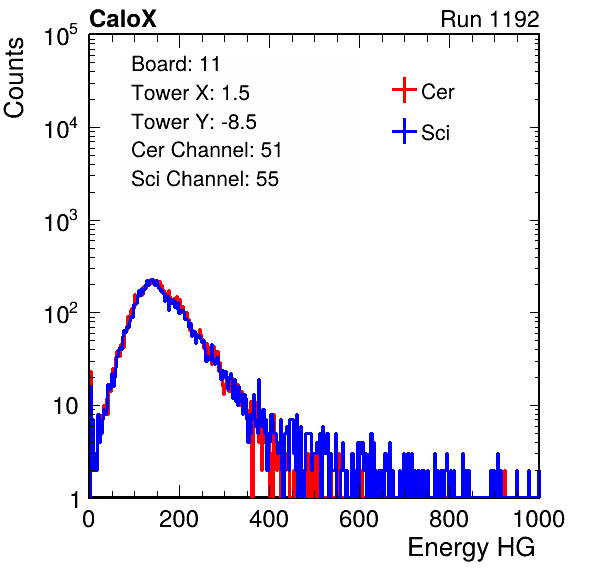 CaloX Run 1192
Counts
10^5
10^4
10^3
10^2
10
1
Board: 11
Tower X: 1.5
Tower Y: -8.5
Cer Channel: 51
Sci Channel: 55
Cer
Sci
0 200 400 600 800 1000
Energy HG